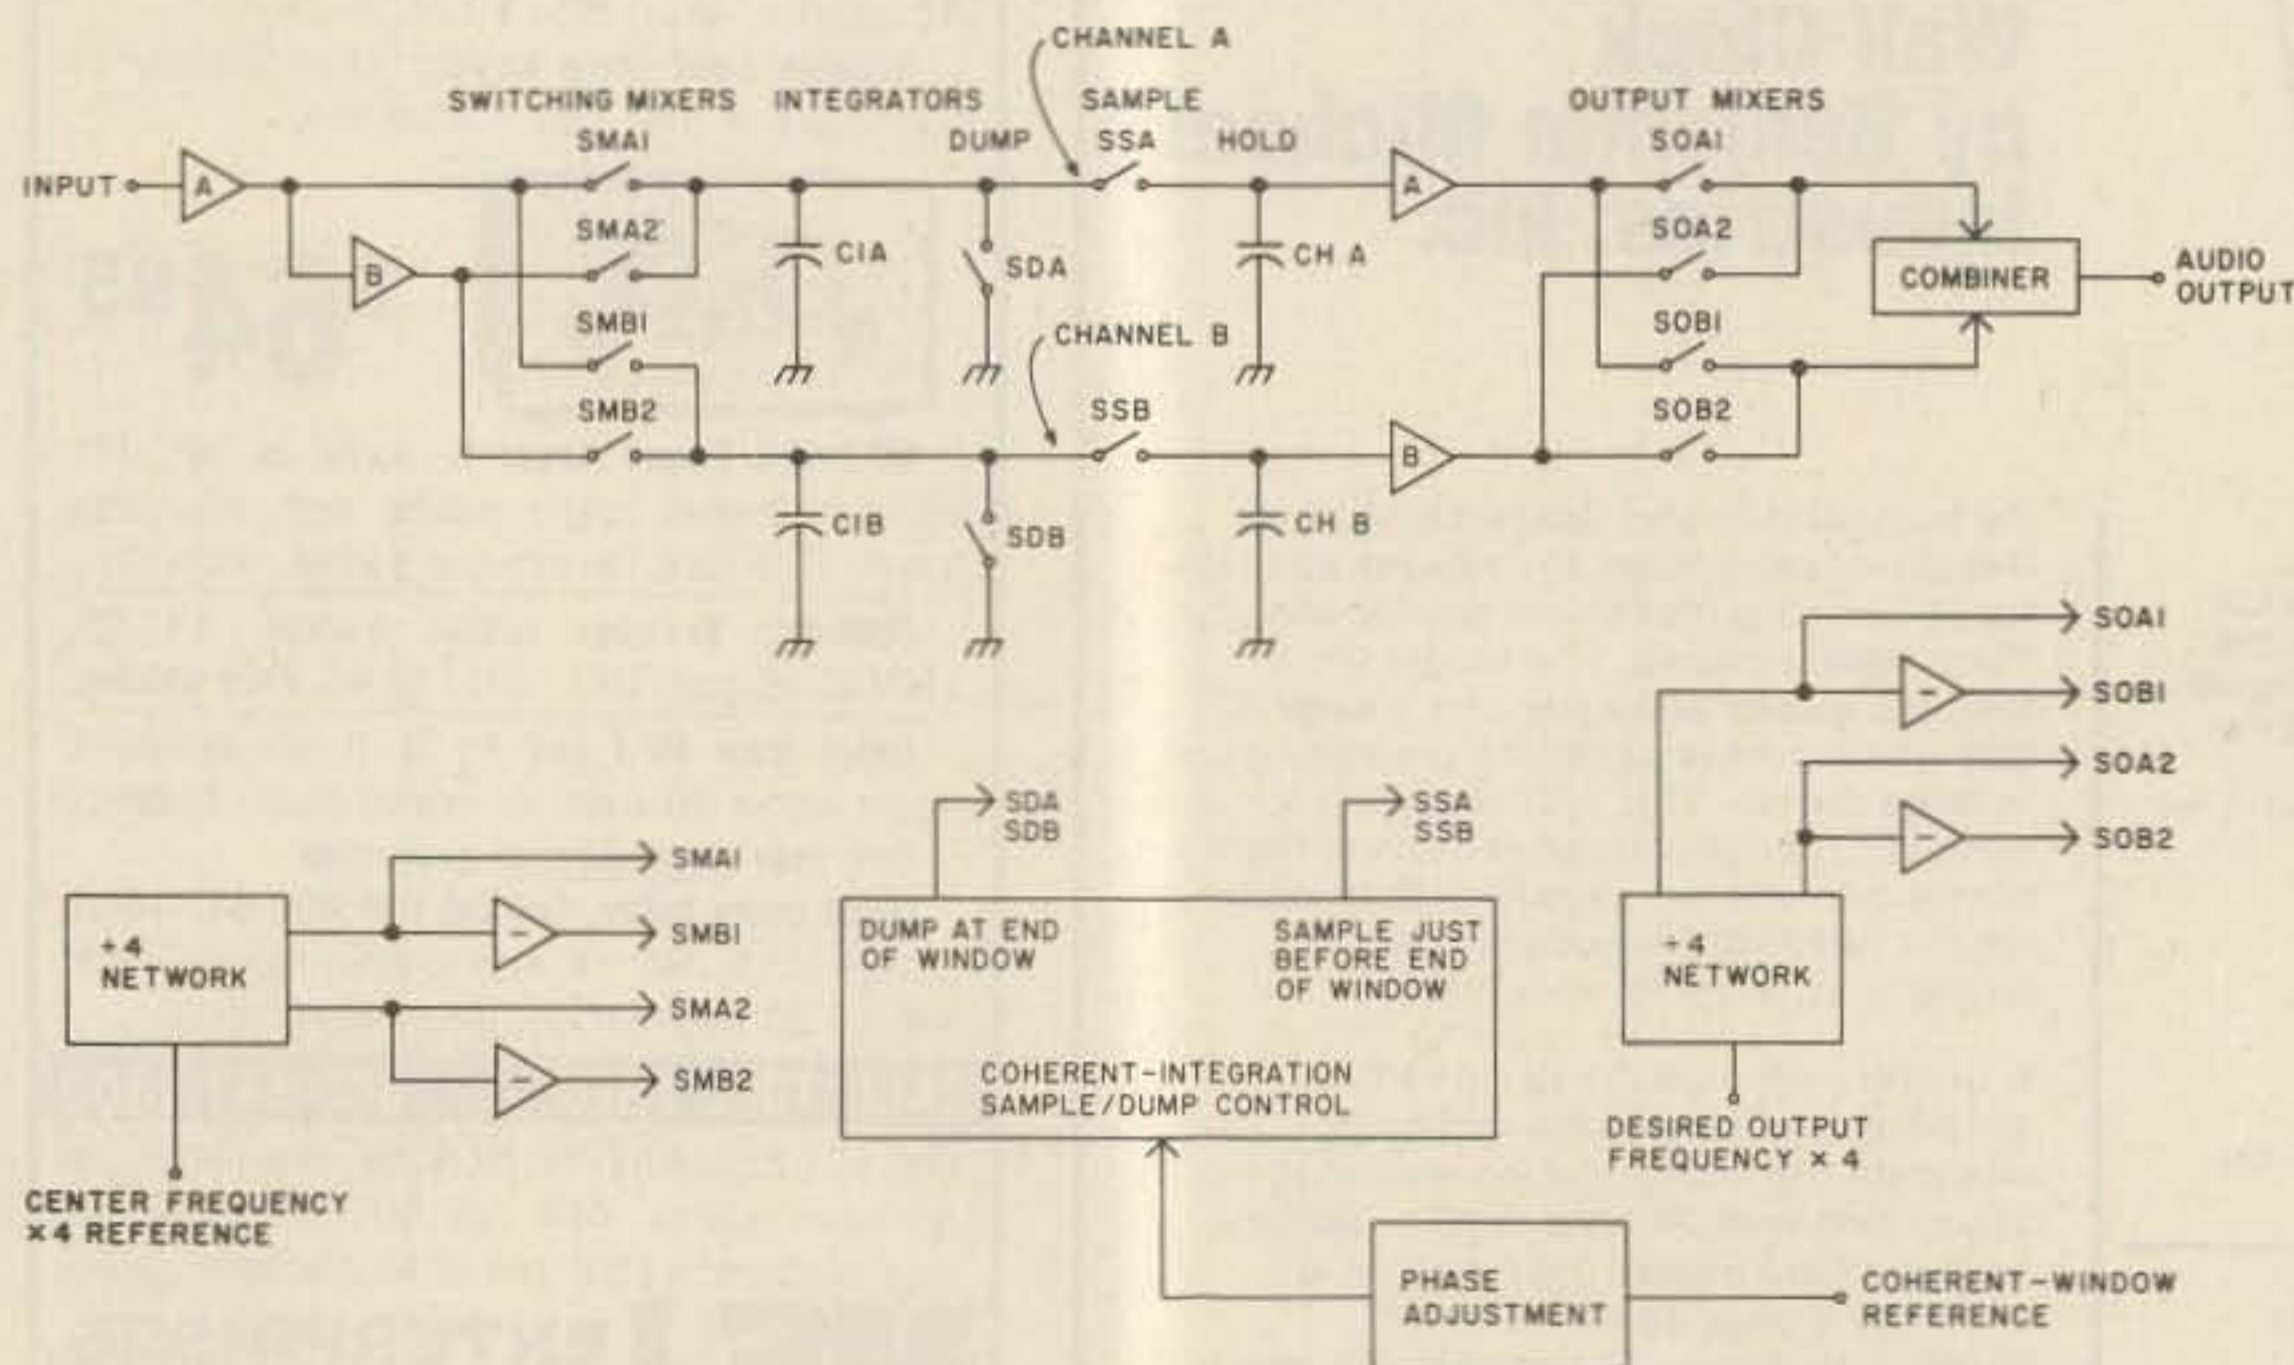 CHANNEL A
SWITCHING MIXERS
INTEGRATORS
SAMPLE
OUTPUT MIXERS
SMA1
DUMP
SSA
HOLD
SOA1
INPUT
A
A
SMA2
SOA2
B
C1A
SDA
CH A
COMBINER
AUDIO
OUTPUT
SMB1
CHANNEL B
SOB1
SMB2
SSB
SOB2
B
C1B
SDB
CH B
SOA1
-
SOB1
SOA2
-
SOB2
SDA
SDB
SSA
SSB
SMA1
-
SMB1
SMA2
-
SMB2
÷4
NETWORK
CENTER FREQUENCY
x4 REFERENCE
DUMP AT END
OF WINDOW
SAMPLE JUST
BEFORE END
OF WINDOW
COHERENT-INTEGRATION
SAMPLE/DUMP CONTROL
÷4
NETWORK
DESIRED OUTPUT
FREQUENCY x 4
PHASE
ADJUSTMENT
COHERENT-WINDOW
REFERENCE